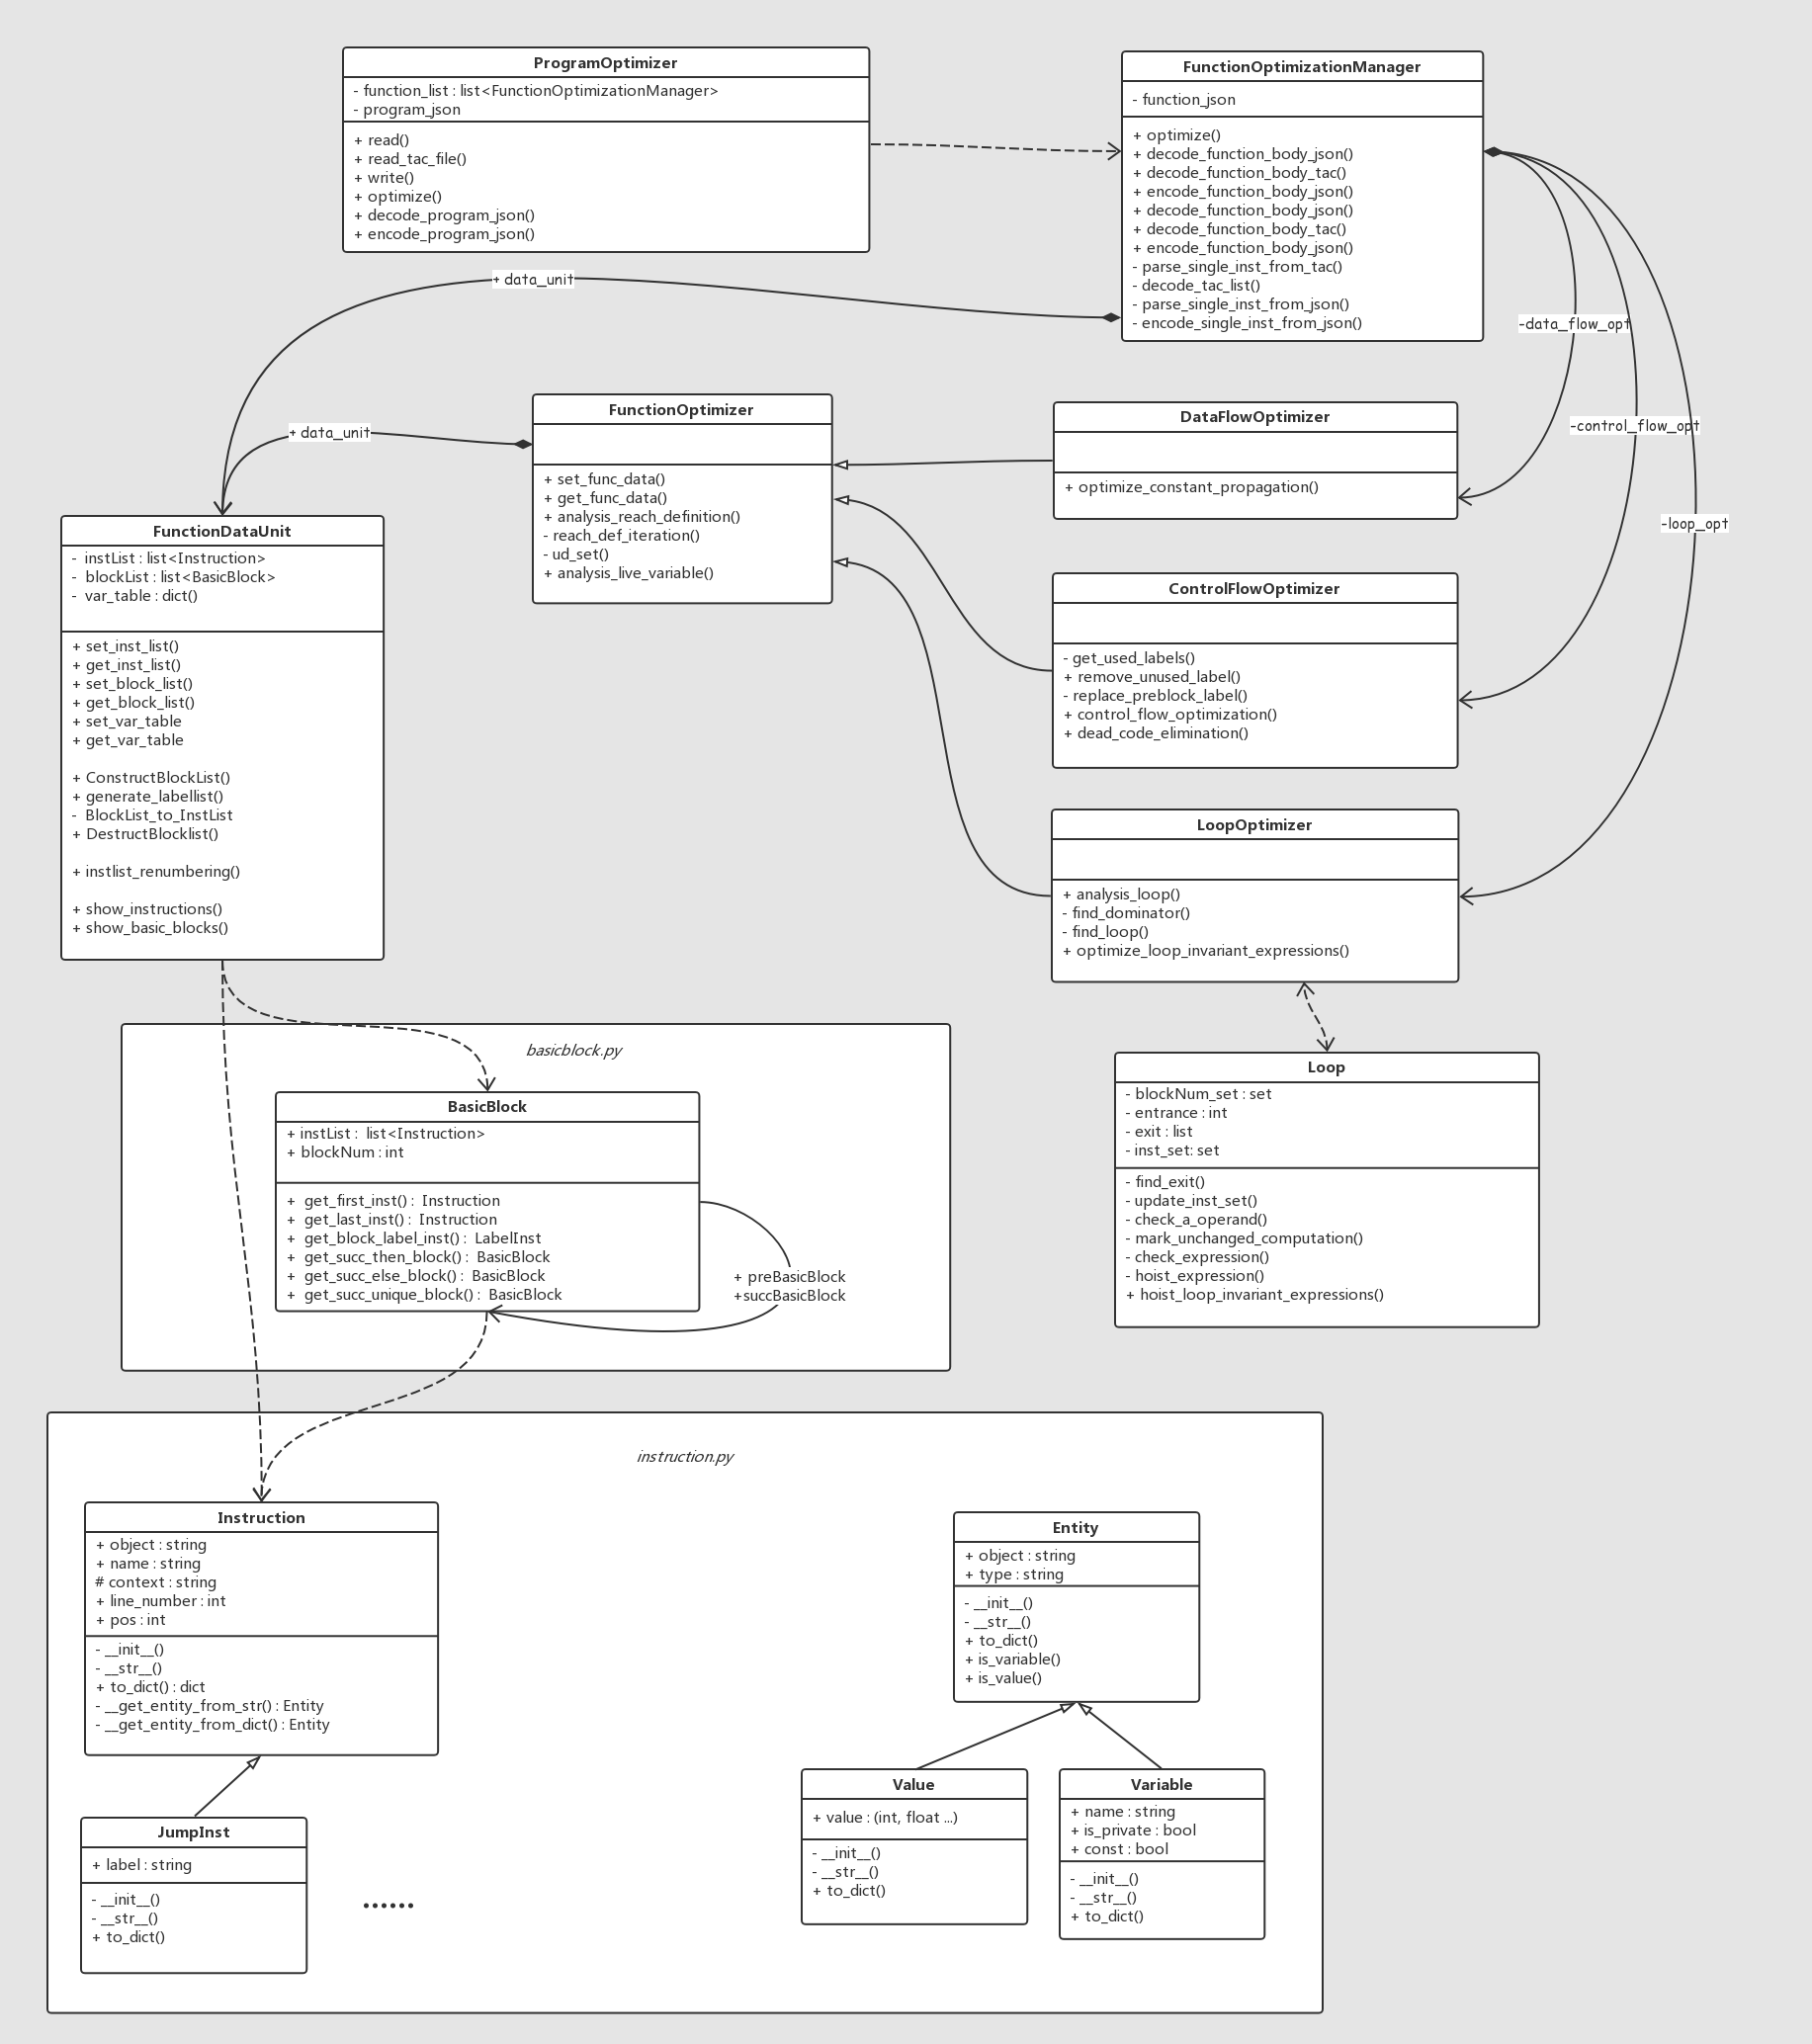 ProgramOptimizer
- function_list : list<FunctionOptimizationManager>
- program_json
+ read()
+ read_tac_file()
+ write()
+ optimize()
+ decode_program_json()
+ encode_program_json()
FunctionOptimizationManager
- function_json
+ optimize()
+ decode_function_body_json()
+ decode_function_body_tac()
+ encode_function_body_json()
+ decode_function_body_json()
+ decode_function_body_tac()
+ encode_function_body_json()
- parse_single_inst_from_tac()
- decode_tac_list()
- parse_single_inst_from_json()
- encode_single_inst_from_json()
+ data_unit
-data_flow_opt
-control_flow_opt
-loop_opt
+ data_unit
FunctionOptimizer
+ set_func_data()
+ get_func_data()
+ analysis_reach_definition()
- reach_def_iteration()
- ud_set()
+ analysis_live_variable()
DataFlowOptimizer
+ optimize_constant_propagation()
ControlFlowOptimizer
- get_used_labels()
+ remove_unused_label()
- replace_preblock_label()
+ control_flow_optimization()
+ dead_code_elimination()
FunctionDataUnit
- instList : list<Instruction>
- blockList : list<BasicBlock>
- var_table : dict()
+ set_inst_list()
+ get_inst_list()
+ set_block_list()
+ get_block_list()
+ set_var_table
+ get_var_table
+ ConstructBlockList()
+ generate_labellist()
- BlockList_to_InstList
+ DestructBlocklist()
+ instlist_renumbering()
+ show_instructions()
+ show_basic_blocks()
LoopOptimizer
+ analysis_loop()
- find_dominator()
- find_loop()
+ optimize_loop_invariant_expressions()
Loop
- blockNum_set : set
- entrance : int
- exit : list
- inst_set: set
- find_exit()
- update_inst_set()
- check_a_operand()
- mark_unchanged_computation()
- check_expression()
- hoist_expression()
+ hoist_loop_invariant_expressions()
basicblock.py
BasicBlock
+ instList : list<Instruction>
+ blockNum : int
+ get_first_inst() : Instruction
+ get_last_inst() : Instruction
+ get_block_label_inst() : LabelInst
+ get_succ_then_block() : BasicBlock
+ get_succ_else_block() : BasicBlock
+ get_succ_unique_block() : BasicBlock
+ preBasicBlock
+succBasicBlock
instruction.py
Instruction
+ object : string
+ name : string
# context : string
+ line_number : int
+ pos : int
- __init__()
- __str__()
+ to_dict() : dict
- __get_entity_from_str() : Entity
- __get_entity_from_dict() : Entity
JumpInst
+ label : string
- __init__()
- __str__()
+ to_dict()
......
Entity
+ object : string
+ type : string
- __init__()
- __str__()
+ to_dict()
+ is_variable()
+ is_value()
Value
+ value : (int, float ...)
- __init__()
- __str__()
+ to_dict()
Variable
+ name : string
+ is_private : bool
+ const : bool
- __init__()
- __str__()
+ to_dict()